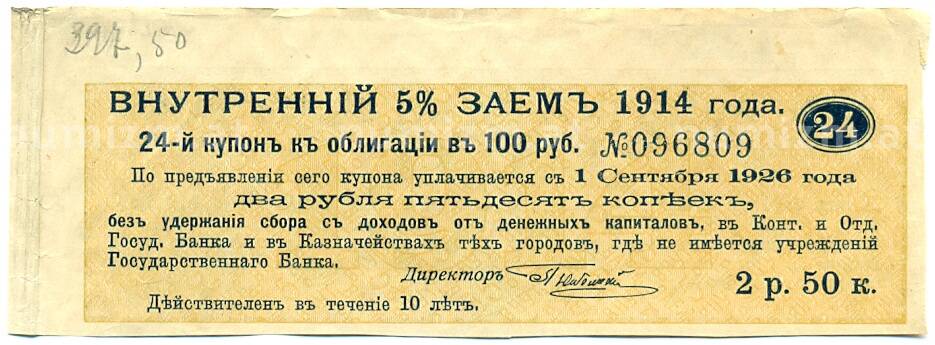 397,50
ВНУТРЕННІЙ 5% ЗАЕМЪ 1914 года.
24
24-й купонъ къ облигаціи въ 100 руб. №096809
По предъявленіи сего купона уплачивается съ 1 Сентября 1926 года
два рубля пятьдесятъ копѣекъ,
безъ удержанія сбора съ доходовъ отъ денежныхъ капиталовъ, въ Конт. и Отд.
Госуд. Банка и въ Казначействахъ тѣхъ городовъ, гдѣ не имѣется учрежденій
Государственнаго Банка.
Директоръ
2 р. 50 к.
Дѣйствителенъ въ теченіе 10 лѣтъ.